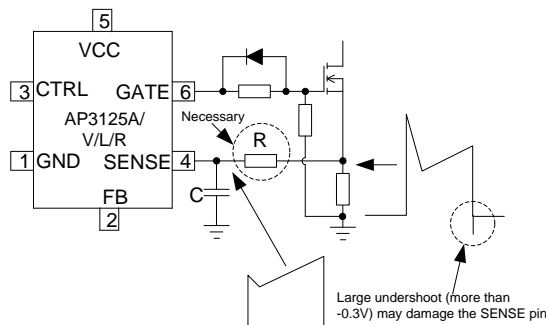 5
VCC
3 CTRL GATE 6
AP3125A/
V/L/R
Necessary
R
1 GND SENSE 4
C
FB
2
Large undershoot (more than
-0.3V) may damage the SENSE pin